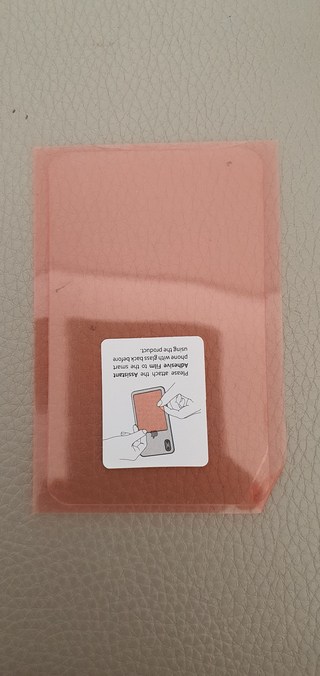 Please attach the Assistant
Adhesive Film to the smart
phone with glass back before
using the product.